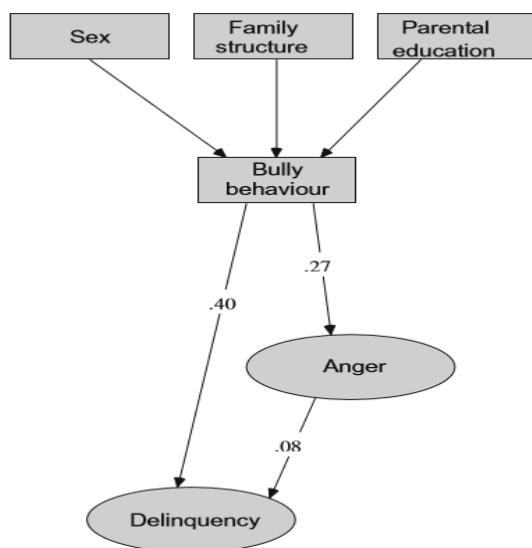 Sex
Family
structure
Parental
education
Bully
behaviour
.27
.40
Anger
.08
Delinquency